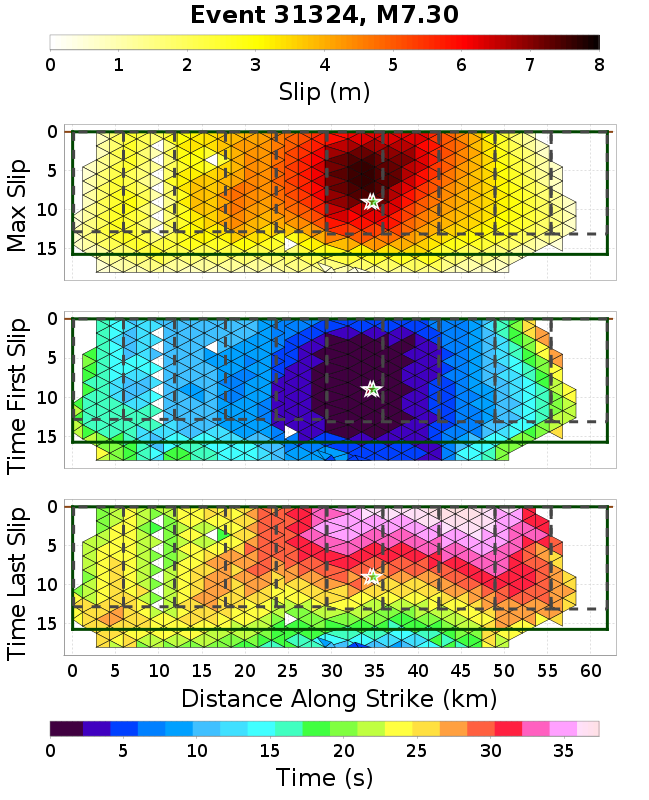 Event 31324, M7.30
0 1 2 3 4 5 6 7 8
Slip (m)
Max Slip
0
5
10
15
Time First Slip
0
5
10
15
Time Last Slip
0
5
10
15
0 5 10 15 20 25 30 35 40 45 50 55 60
Distance Along Strike (km)
0 5 10 15 20 25 30 35
Time (s)